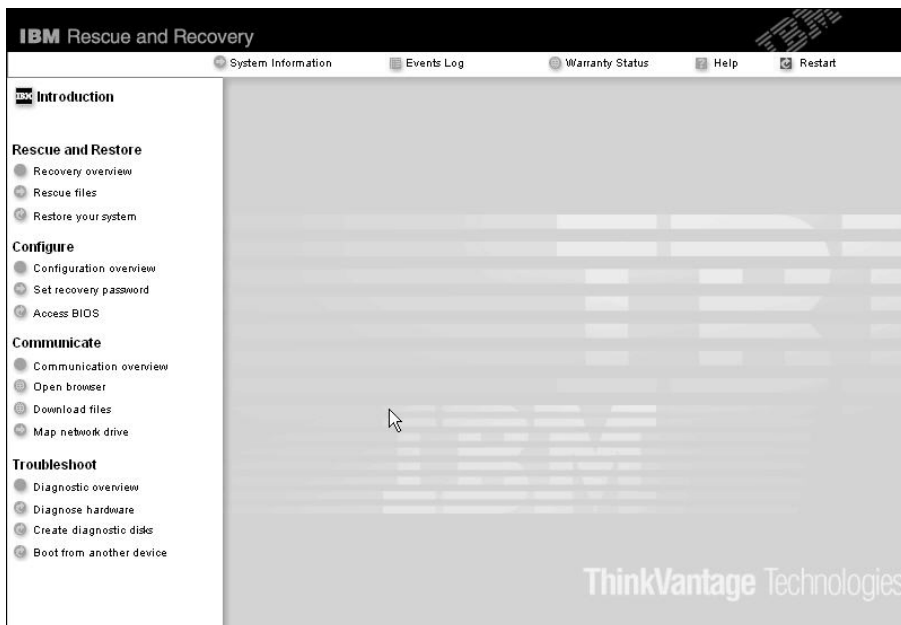 IBM Rescue and Recovery
IBM
System Information Events Log Warranty Status Help Restart
Introduction
Rescue and Restore
Recovery overview
Rescue files
Restore your system
Configure
Configuration overview
Set recovery password
Access BIOS
Communicate
Communication overview
Open browser
Download files
Map network drive
Troubleshoot
Diagnostic overview
Diagnose hardware
Create diagnostic disks
Boot from another device
IBM
ThinkVantage Technologies